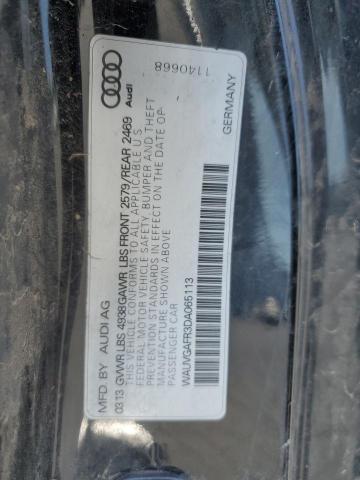 MFD. BY AUDI AG
03 13 GVWR LBS 4938 GAWR LBS FRONT 2579/REAR 2469
THIS VEHICLE CONFORMS TO ALL APPLICABLE U.S.
FEDERAL MOTOR VEHICLE SAFETY, BUMPER AND THEFT
PREVENTION STANDARDS IN EFFECT ON THE DATE OF
MANUFACTURE SHOWN ABOVE.
PASSENGER CAR
WAUVGAFR3DA065113
Audi
1140668
GERMANY